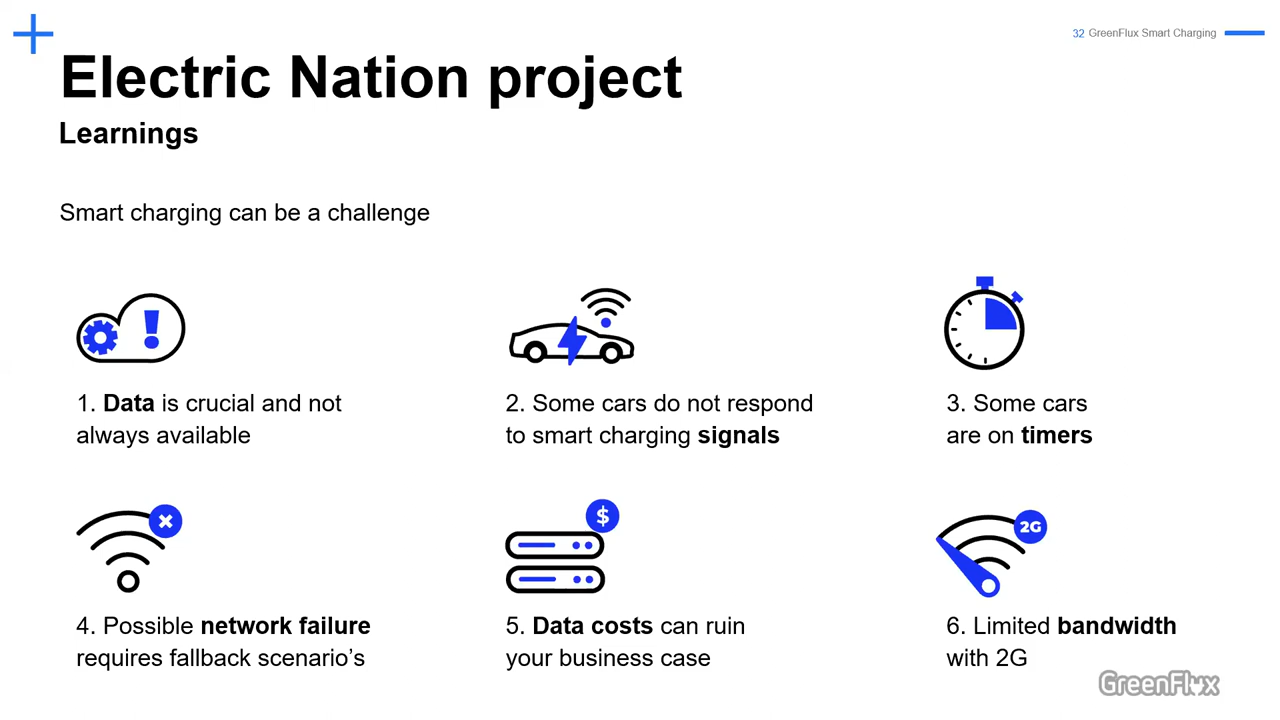 32 GreenFlux Smart Charging
Electric Nation project
Learnings
Smart charging can be a challenge
1. Data is crucial and not
always available
2. Some cars do not respond
to smart charging signals
3. Some cars
are on timers
$
2G
4. Possible network failure
requires fallback scenario’s
5. Data costs can ruin
your business case
6. Limited bandwidth
with 2G
GreenFlux